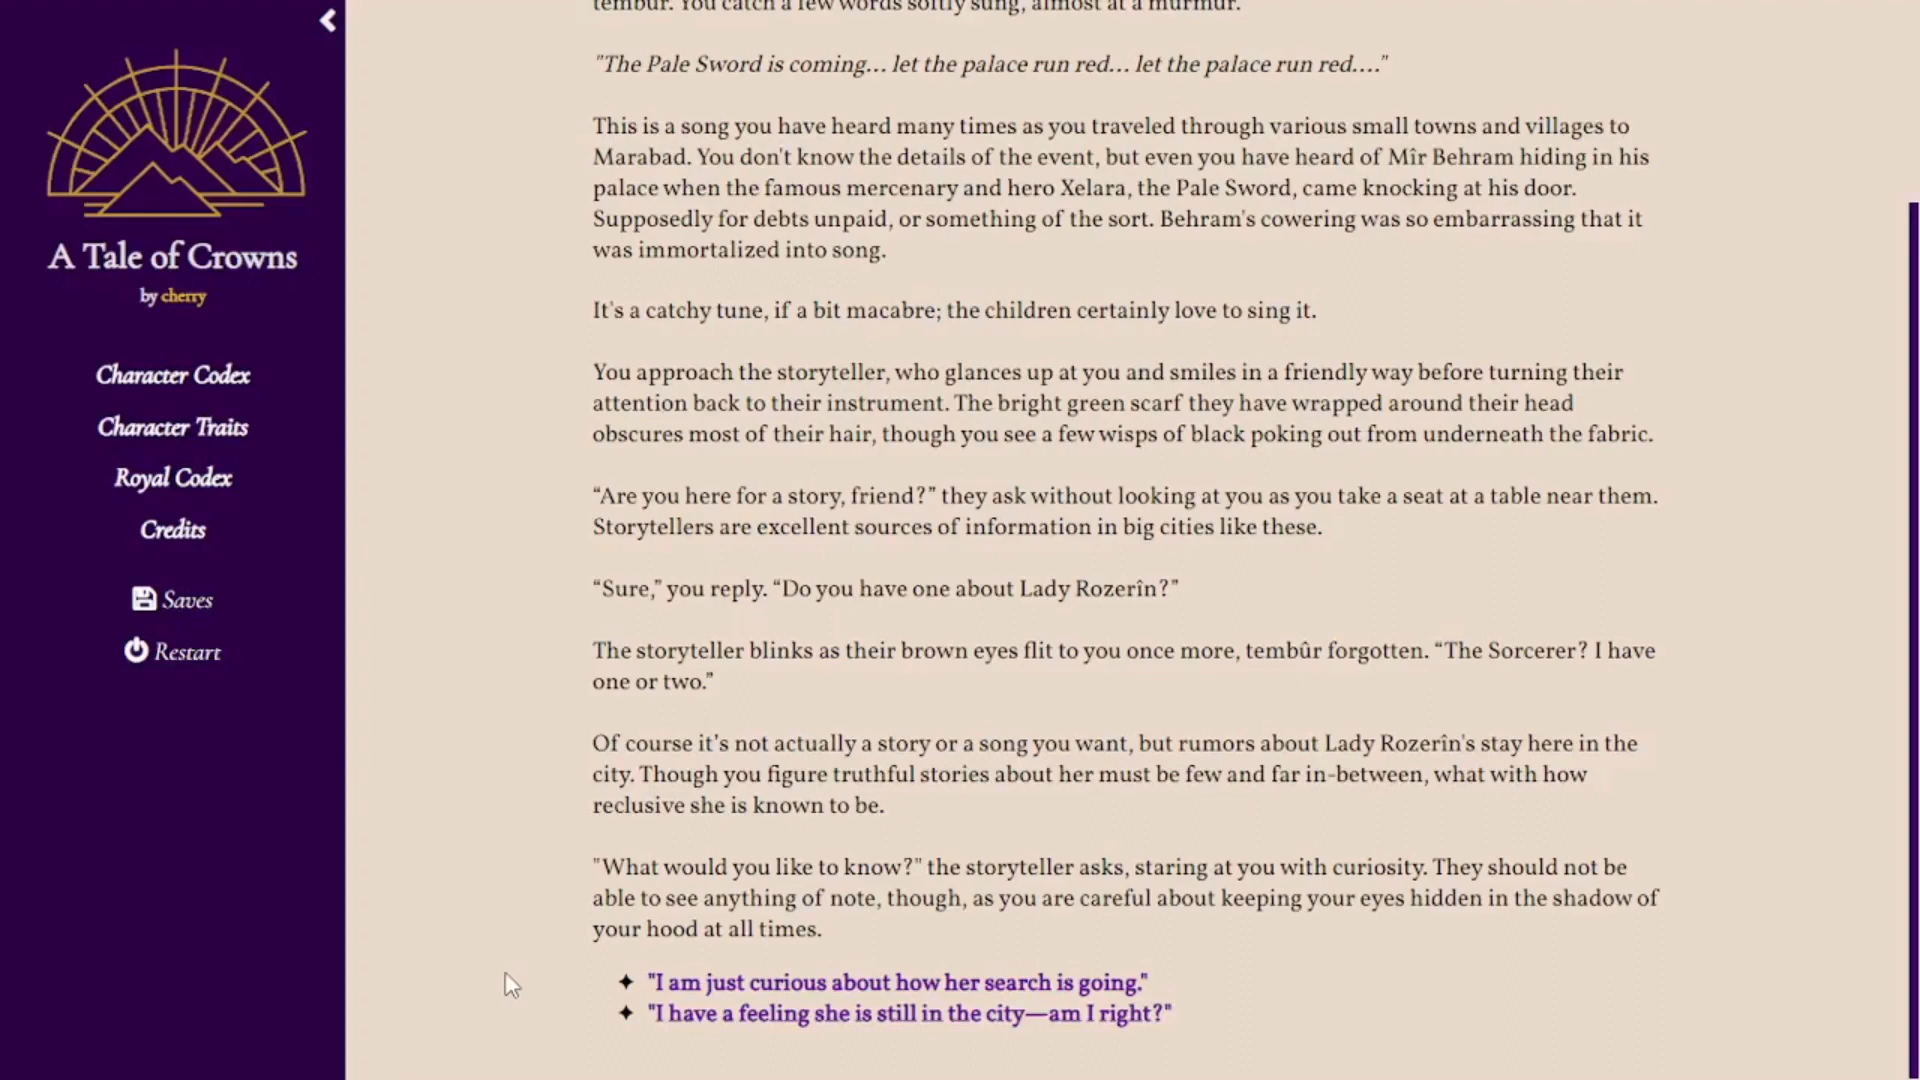 A Tale of Crowns
by cherry
Character Codex
Character Traits
Royal Codex
Credits
Saves
Restart
tembûr. You catch a few words softly sung, almost at a murmur.
"The Pale Sword is coming... let the palace run red... let the palace run red...."
This is a song you have heard many times as you traveled through various small towns and villages to
Marabad. You don't know the details of the event, but even you have heard of Mîr Behram hiding in his
palace when the famous mercenary and hero Xelara, the Pale Sword, came knocking at his door.
Supposedly for debts unpaid, or something of the sort. Behram's cowering was so embarrassing that it
was immortalized into song.
It's a catchy tune, if a bit macabre; the children certainly love to sing it.
You approach the storyteller, who glances up at you and smiles in a friendly way before turning their
attention back to their instrument. The bright green scarf they have wrapped around their head
obscures most of their hair, though you see a few wisps of black poking out from underneath the fabric.
“Are you here for a story, friend?” they ask without looking at you as you take a seat at a table near them.
Storytellers are excellent sources of information in big cities like these.
“Sure,” you reply. “Do you have one about Lady Rozerîn?”
The storyteller blinks as their brown eyes flit to you once more, tembûr forgotten. “The Sorcerer? I have
one or two.”
Of course it’s not actually a story or a song you want, but rumors about Lady Rozerîn's stay here in the
city. Though you figure truthful stories about her must be few and far in-between, what with how
reclusive she is known to be.
"What would you like to know?" the storyteller asks, staring at you with curiosity. They should not be
able to see anything of note, though, as you are careful about keeping your eyes hidden in the shadow of
your hood at all times.
"I am just curious about how her search is going."
"I have a feeling she is still in the city—am I right?"